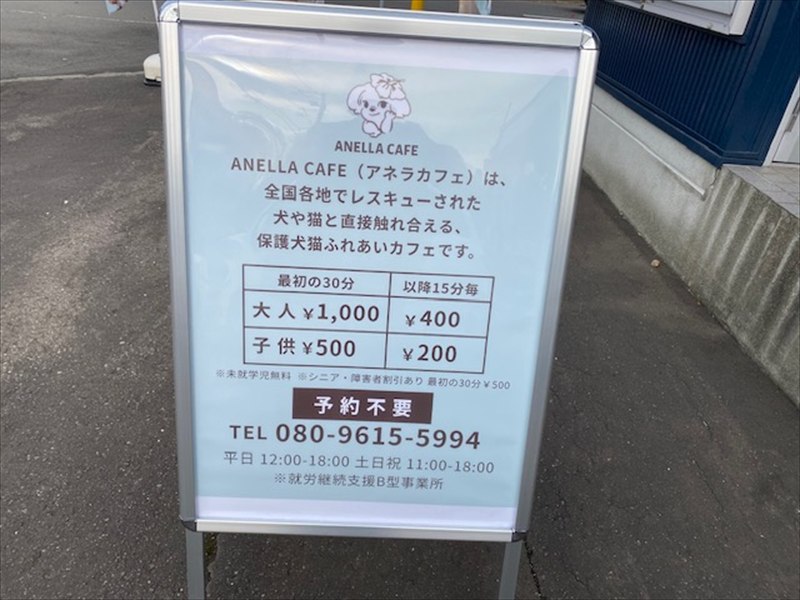 ANELLA CAFE
ANELLA CAFE（アネラカフェ）は、
全国各地でレスキューされた
犬や猫と直接触れ合える、
保護犬猫ふれあいカフェです。
最初の30分 以降15分毎
大人 ¥1,000 ¥400
子供 ¥500 ¥200
※未就学児無料 ※シニア・障害者割引あり 最初の30分¥500
予約不要
TEL 080-9615-5994
平日 12:00-18:00 土日祝 11:00-18:00
※就労継続支援B型事業所